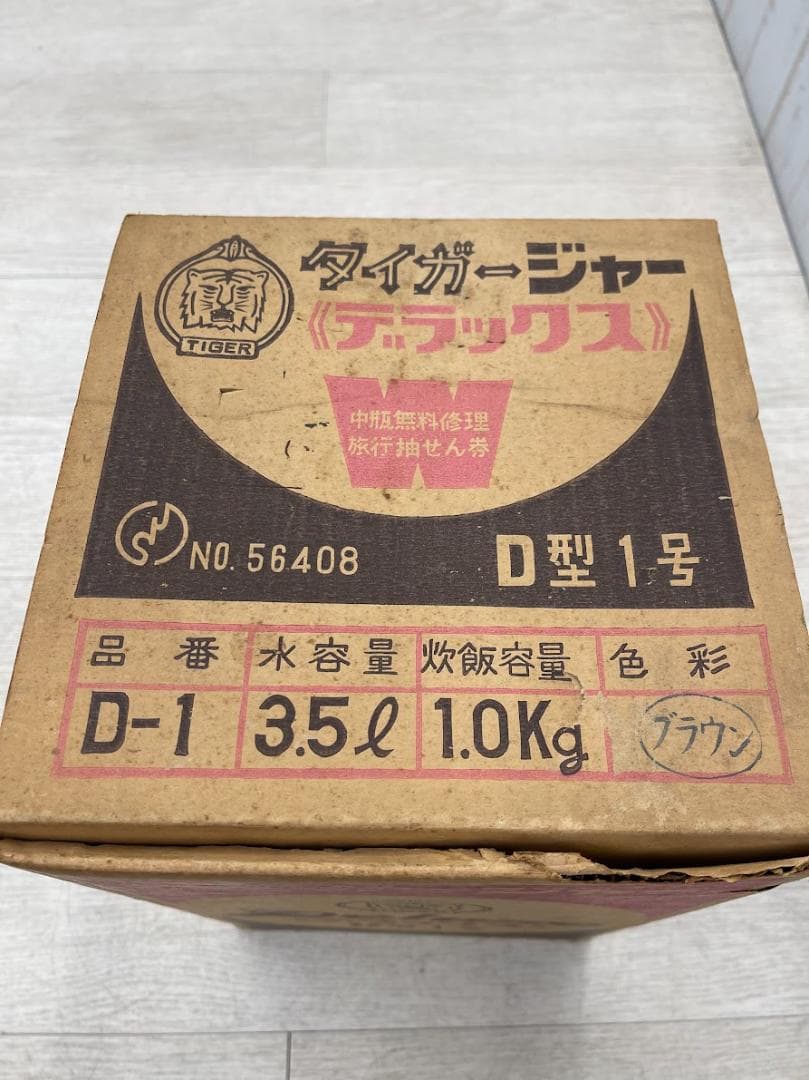 TIGER
タイガージャー
《デラックス》
W
中瓶無料修理
旅行抽せん券
NO. 56408
D型1号
品番 水容量 炊飯容量 色彩
D-1 3.5ℓ 1.0Kg ブラウン